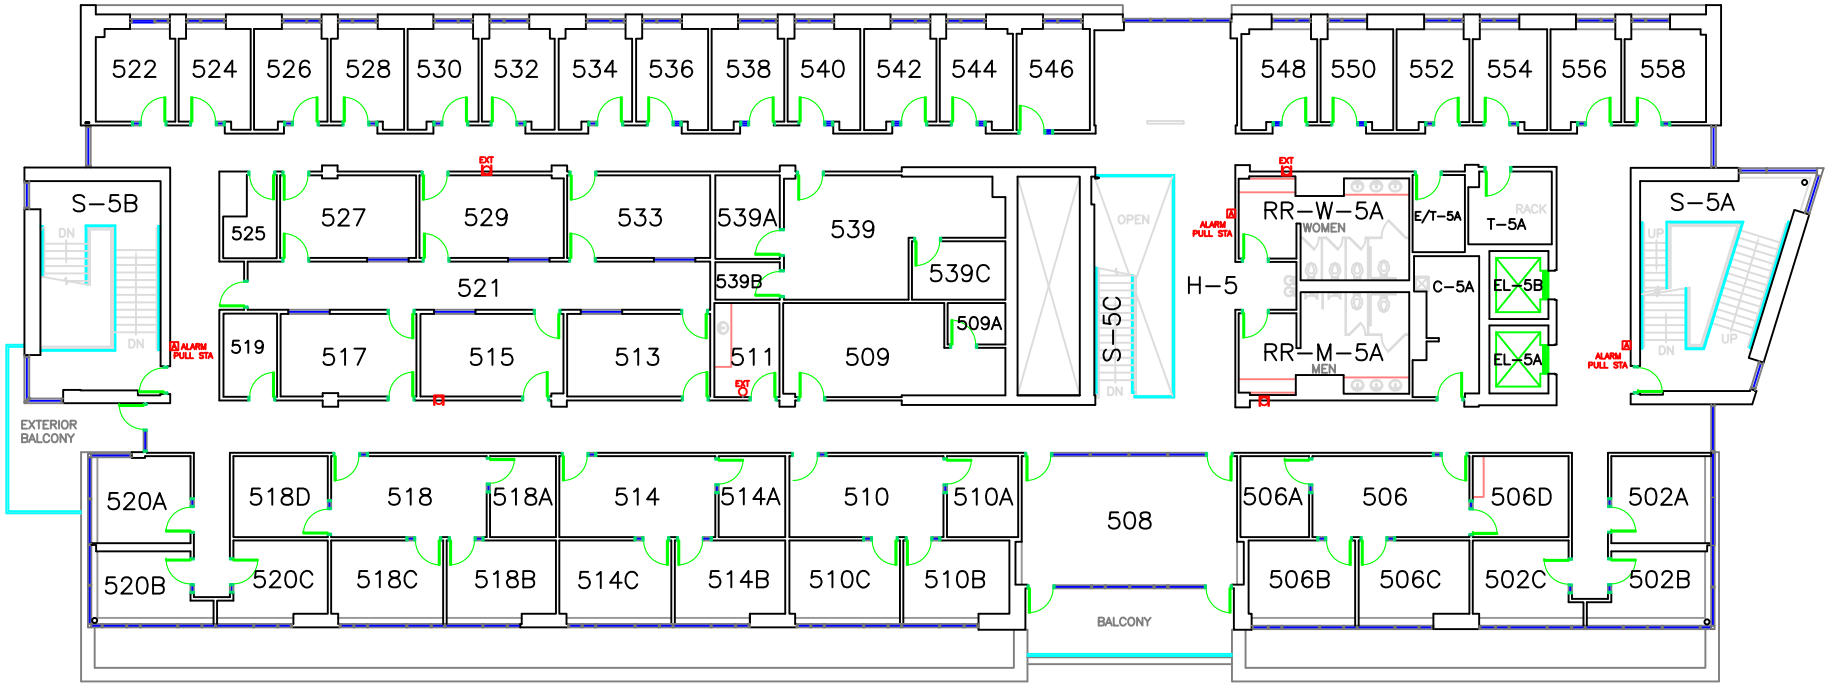 522 524 526 528 530 532 534 536 538 540 542 544 546 548 550 552 554 556 558
EXT
EXT
S-5B
DN
DN
525
527
529
533
539A
539
539B
539C
OPEN
ALARM
PULL STA
RR-W-5A
WOMEN
E/T-5A
RACK
T-5A
S-5A
UP
UP
DN
UP
521
H-5
C-5A
EL-5B
EL-5A
ALARM
PULL STA
519
517
515
513
511
EXT
509
509A
S-5C
DN
RR-M-5A
MEN
ALARM
PULL STA
EXTERIOR
BALCONY
520A
518D
518
518A
514
514A
510
510A
508
506A
506
506D
502A
520B
520C
518C
518B
514C
514B
510C
510B
506B
506C
502C
502B
BALCONY